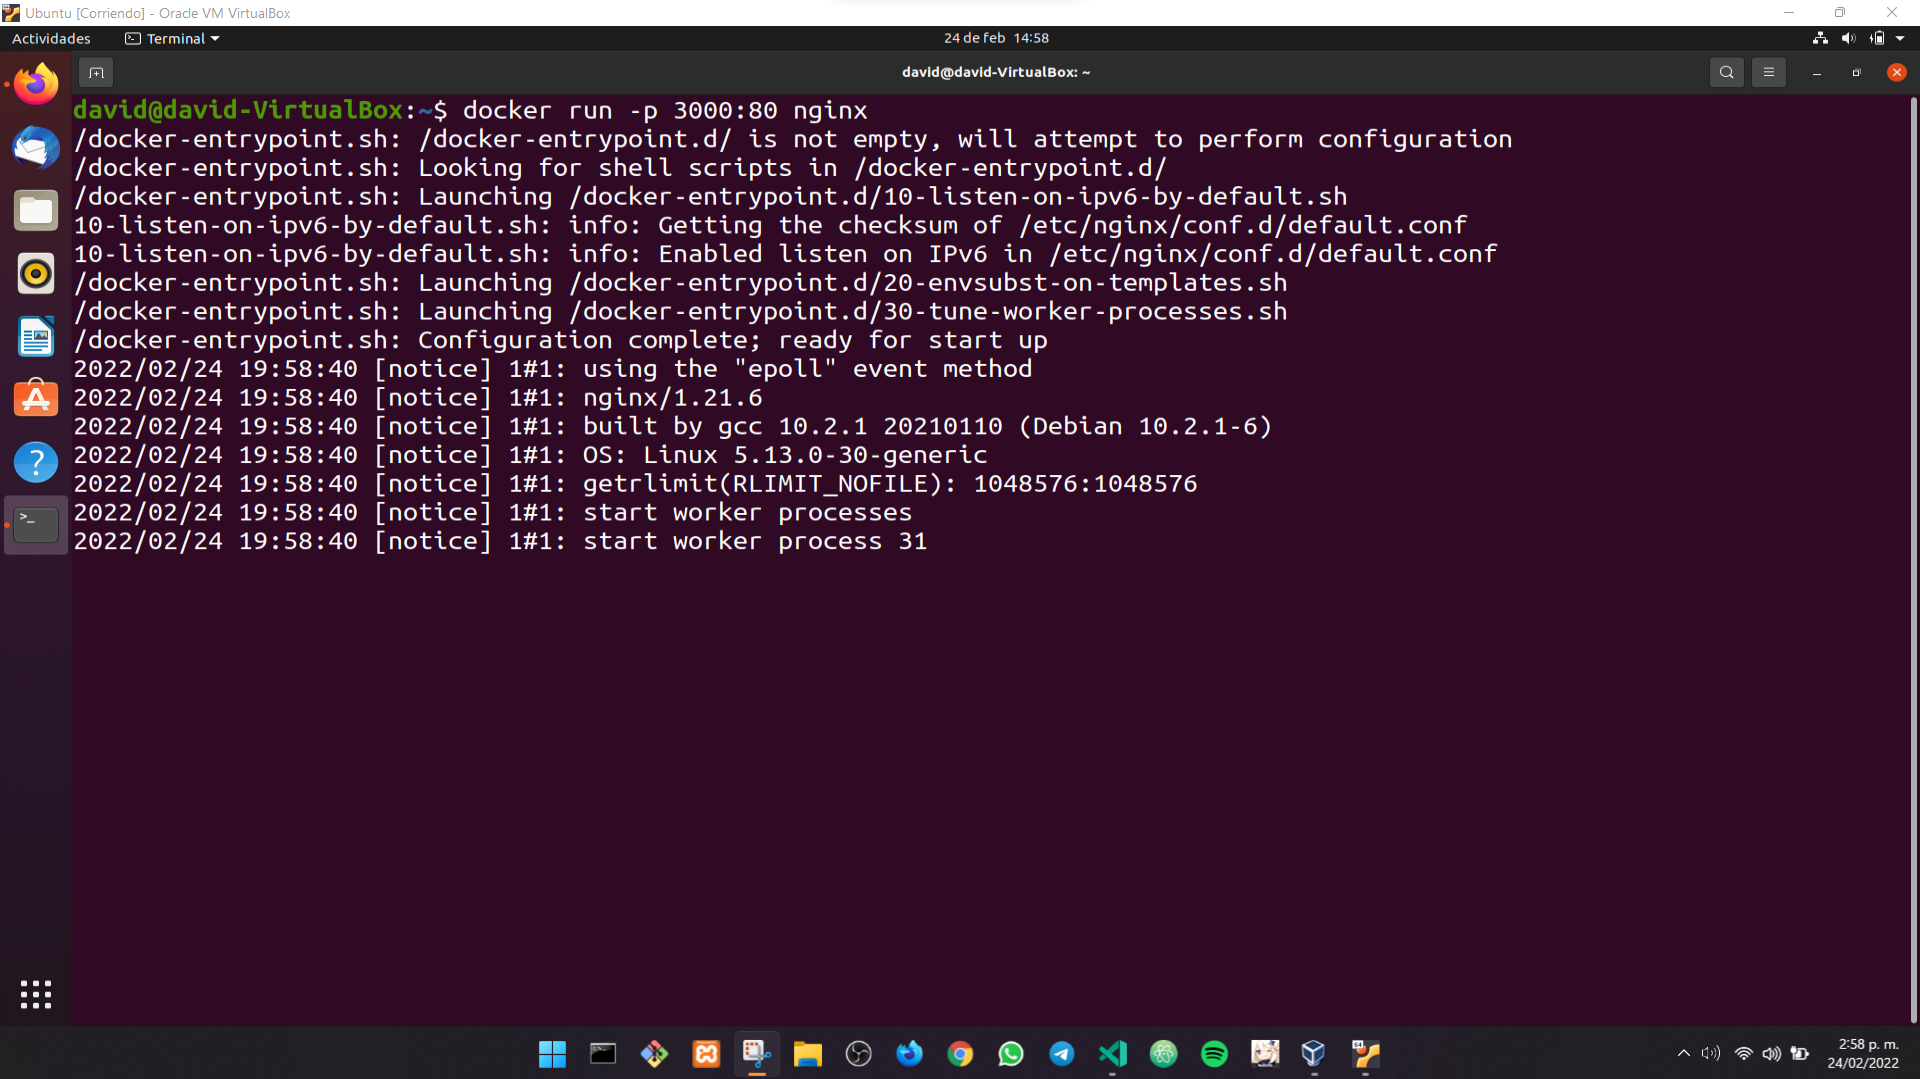 Ubuntu [Corriendo] - Oracle VM VirtualBox
Actividades Terminal 24 de feb 14:58
david@david-VirtualBox: ~
david@david-VirtualBox:~$ docker run -p 3000:80 nginx
/docker-entrypoint.sh: /docker-entrypoint.d/ is not empty, will attempt to perform configuration
/docker-entrypoint.sh: Looking for shell scripts in /docker-entrypoint.d/
/docker-entrypoint.sh: Launching /docker-entrypoint.d/10-listen-on-ipv6-by-default.sh
10-listen-on-ipv6-by-default.sh: info: Getting the checksum of /etc/nginx/conf.d/default.conf
10-listen-on-ipv6-by-default.sh: info: Enabled listen on IPv6 in /etc/nginx/conf.d/default.conf
/docker-entrypoint.sh: Launching /docker-entrypoint.d/20-envsubst-on-templates.sh
/docker-entrypoint.sh: Launching /docker-entrypoint.d/30-tune-worker-processes.sh
/docker-entrypoint.sh: Configuration complete; ready for start up
2022/02/24 19:58:40 [notice] 1#1: using the "epoll" event method
2022/02/24 19:58:40 [notice] 1#1: nginx/1.21.6
2022/02/24 19:58:40 [notice] 1#1: built by gcc 10.2.1 20210110 (Debian 10.2.1-6)
2022/02/24 19:58:40 [notice] 1#1: OS: Linux 5.13.0-30-generic
2022/02/24 19:58:40 [notice] 1#1: getrlimit(RLIMIT_NOFILE): 1048576:1048576
2022/02/24 19:58:40 [notice] 1#1: start worker processes
2022/02/24 19:58:40 [notice] 1#1: start worker process 31
2:58 p. m.
24/02/2022